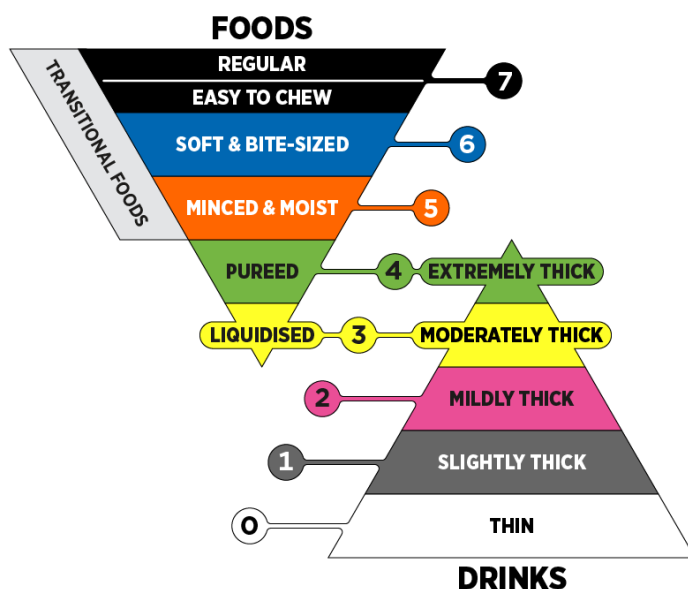 FOODS
REGULAR
EASY TO CHEW
7
TRANSITIONAL FOODS
SOFT & BITE-SIZED
6
MINCED & MOIST
5
PUREED
4
EXTREMELY THICK
LIQUIDISED
3
MODERATELY THICK
2
MILDLY THICK
1
SLIGHTLY THICK
0
THIN
DRINKS